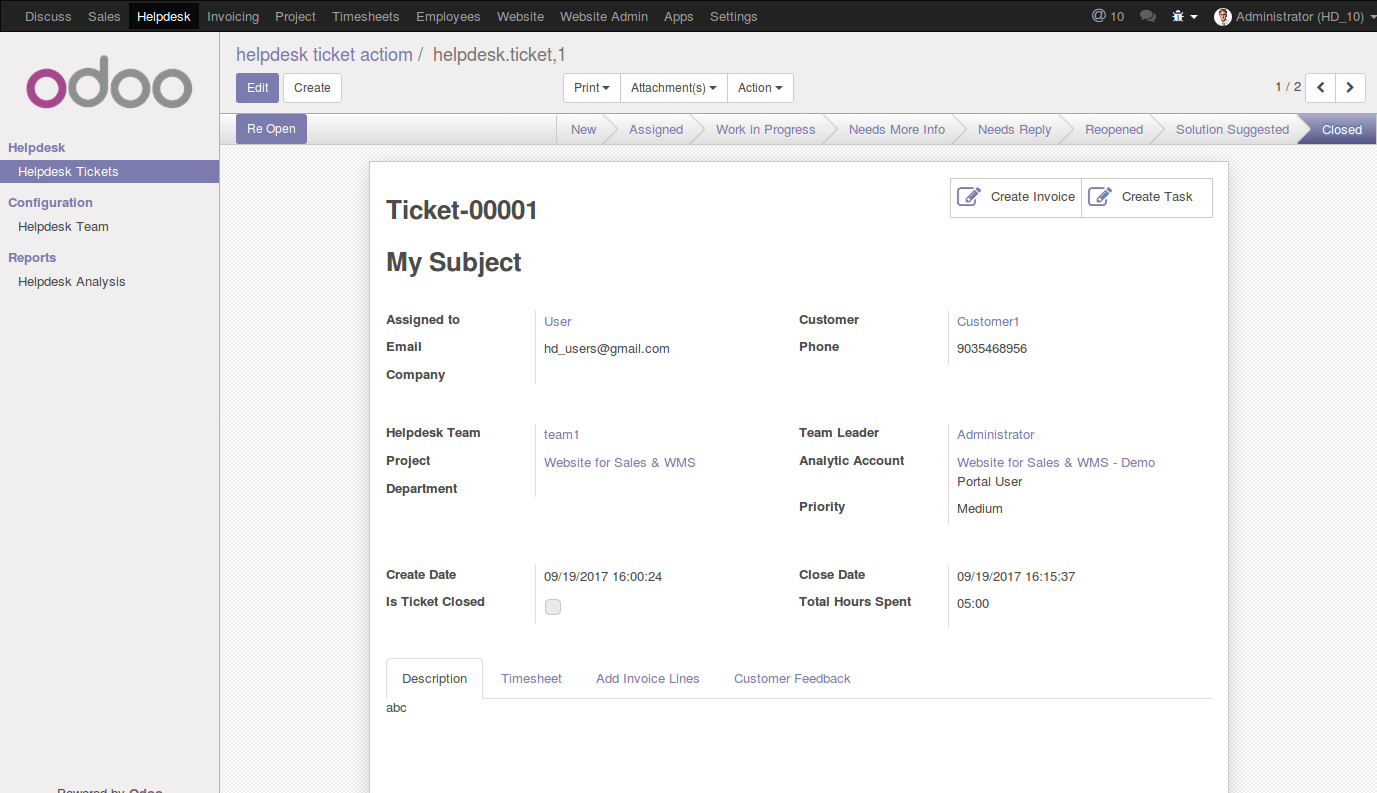 Discuss Sales Helpdesk Invoicing Project Timesheets Employees Website Website Admin Apps Settings @ 10 Administrator (HD_10)
odoo
helpdesk ticket actiom / helpdesk.ticket,1
Edit Create Print Attachment(s) Action 1 / 2
Re Open New Assigned Work in Progress Needs More Info Needs Reply Reopened Solution Suggested Closed
Helpdesk
Helpdesk Tickets
Configuration
Helpdesk Team
Reports
Helpdesk Analysis
Powered by Odoo
Create Invoice Create Task
Ticket-00001
My Subject
Assigned to User Customer Customer1
Email hd_users@gmail.com Phone 9035468956
Company
Helpdesk Team team1 Team Leader Administrator
Project Website for Sales & WMS Analytic Account Website for Sales & WMS - Demo
Portal User
Department
Priority Medium
Create Date 09/19/2017 16:00:24 Close Date 09/19/2017 16:15:37
Is Ticket Closed Total Hours Spent 05:00
Description Timesheet Add Invoice Lines Customer Feedback
abc